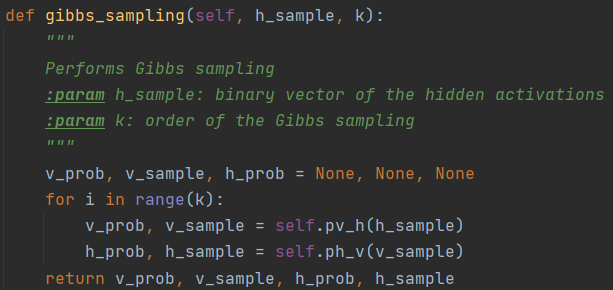 def gibbs_sampling(self, h_sample, k):
    """
    Performs Gibbs sampling
    :param h_sample: binary vector of the hidden activations
    :param k: order of the Gibbs sampling
    """
    v_prob, v_sample, h_prob = None, None, None
    for i in range(k):
        v_prob, v_sample = self.pv_h(h_sample)
        h_prob, h_sample = self.ph_v(v_sample)
    return v_prob, v_sample, h_prob, h_sample